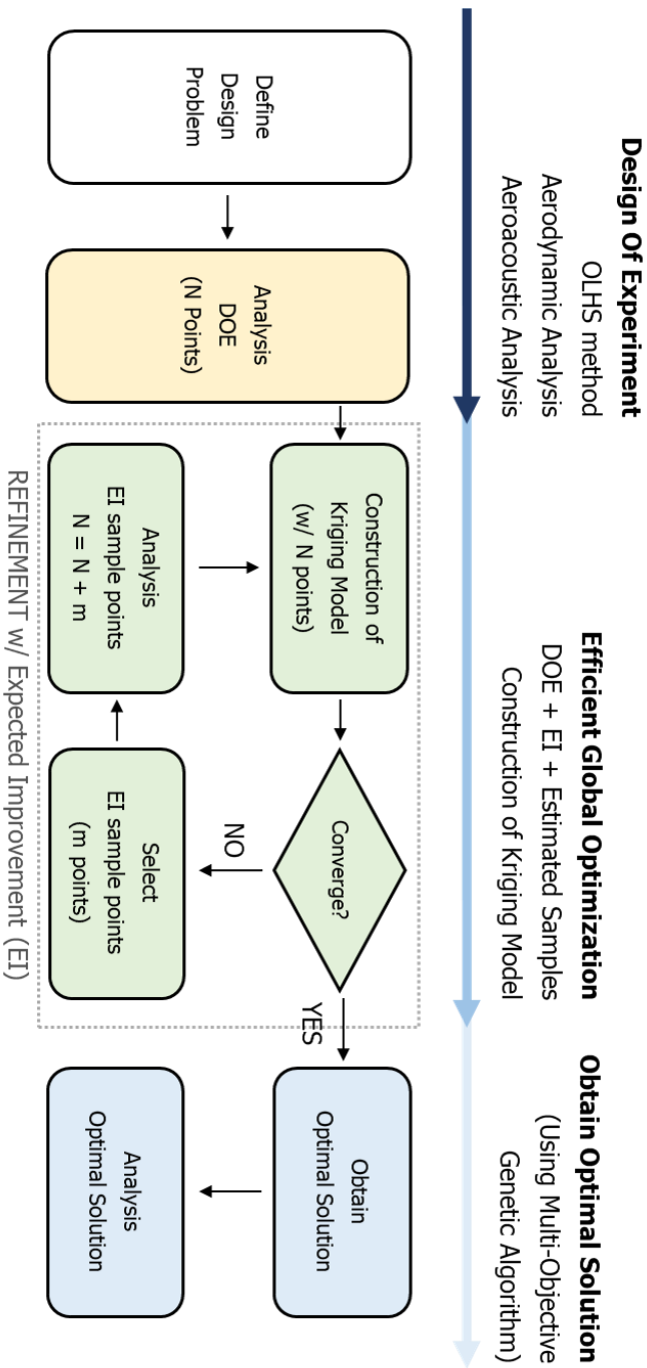 Design Of Experiment
OLHS method
Aerodynamic Analysis
Aeroacoustic Analysis
Efficient Global Optimization
DOE + EI + Estimated Samples
Construction of Kriging Model
Obtain Optimal Solution
(Using Multi-Objective
Genetic Algorithm)
Define
Design
Problem
Analysis
DOE
(N Points)
Construction of
Kriging Model
(w/ N points)
Converge?
NO
YES
Select
EI sample points
(m points)
Analysis
EI sample points
N = N + m
Obtain
Optimal Solution
Analysis
Optimal Solution
REFINEMENT w/ Expected Improvement (EI)